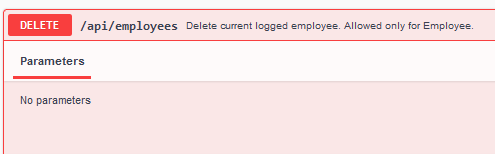 DELETE /api/employees Delete current logged employee. Allowed only for Employee.
Parameters
No parameters